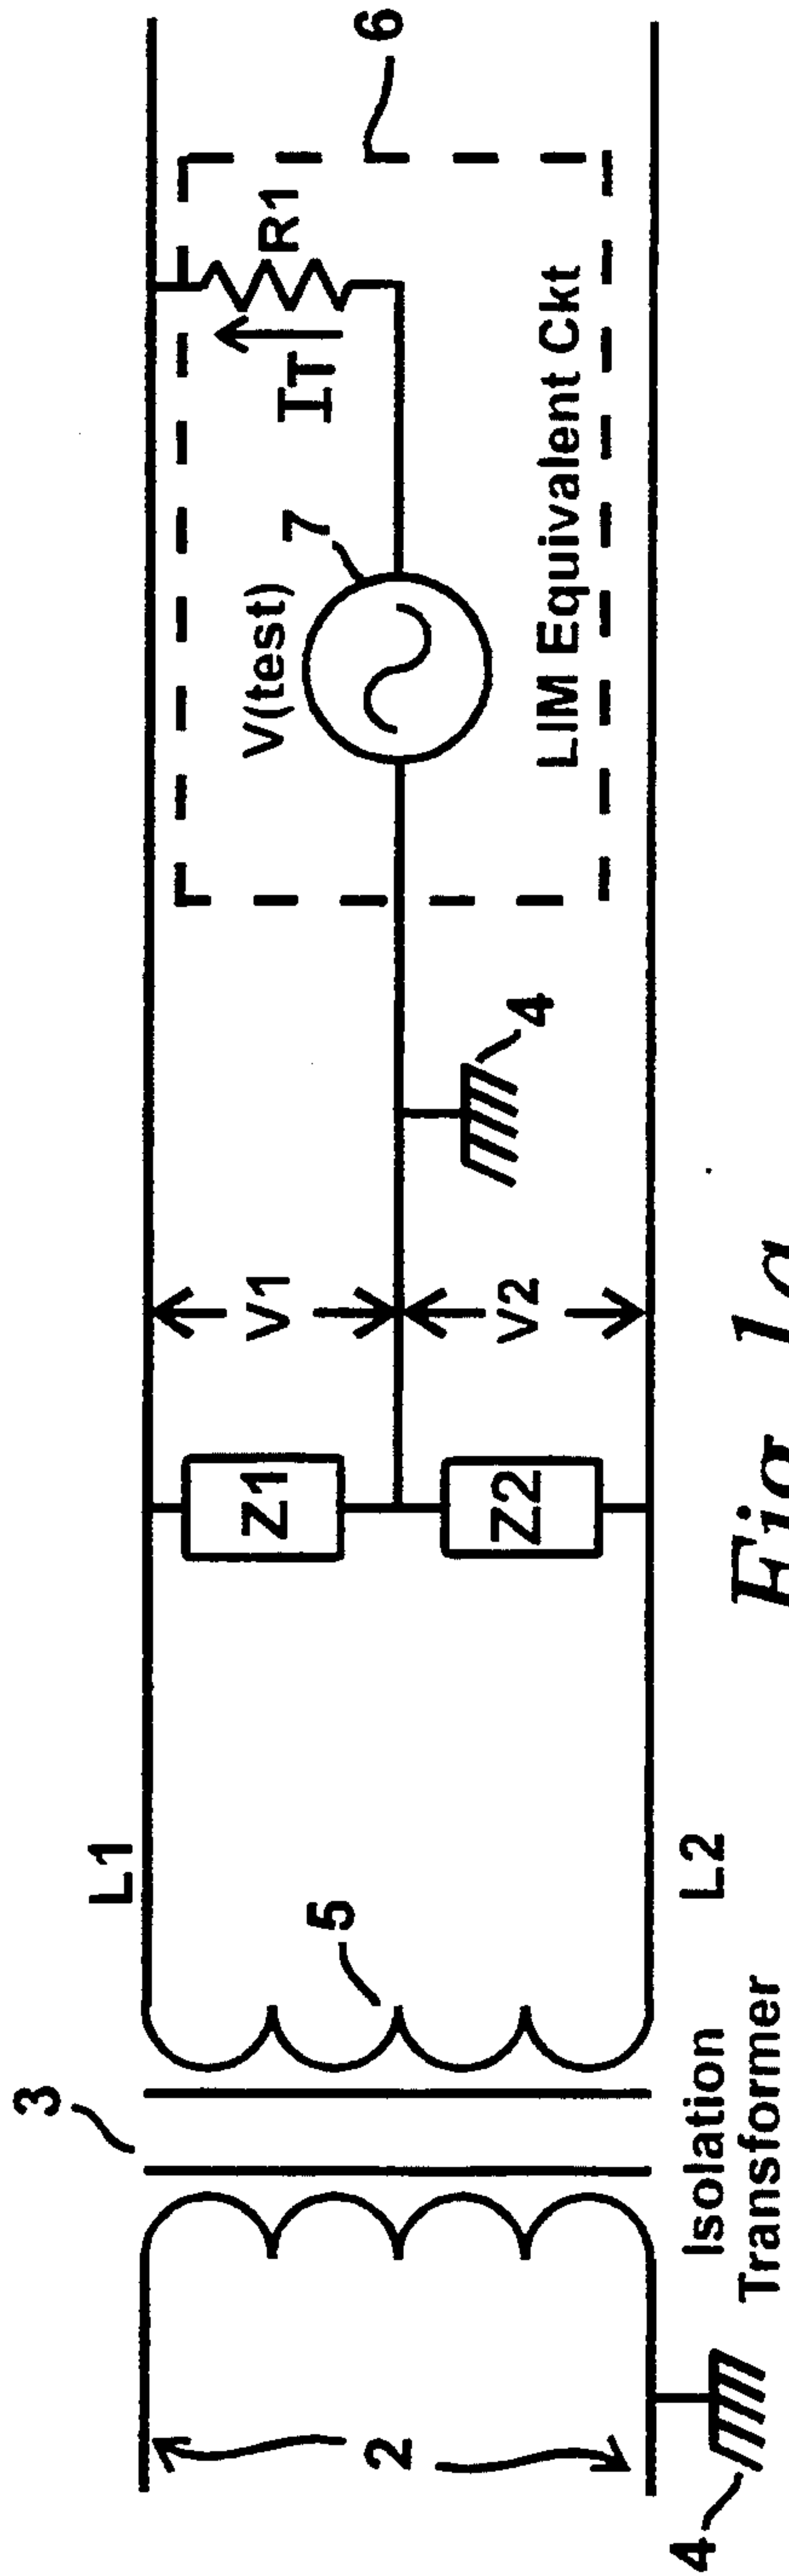 3
L1
5
Z1
V1
V(test)
7
IT
R1
6
2
Z2
V2
4
LIM Equivalent Ckt
4
Isolation
Transformer
L2
Fig. 1a